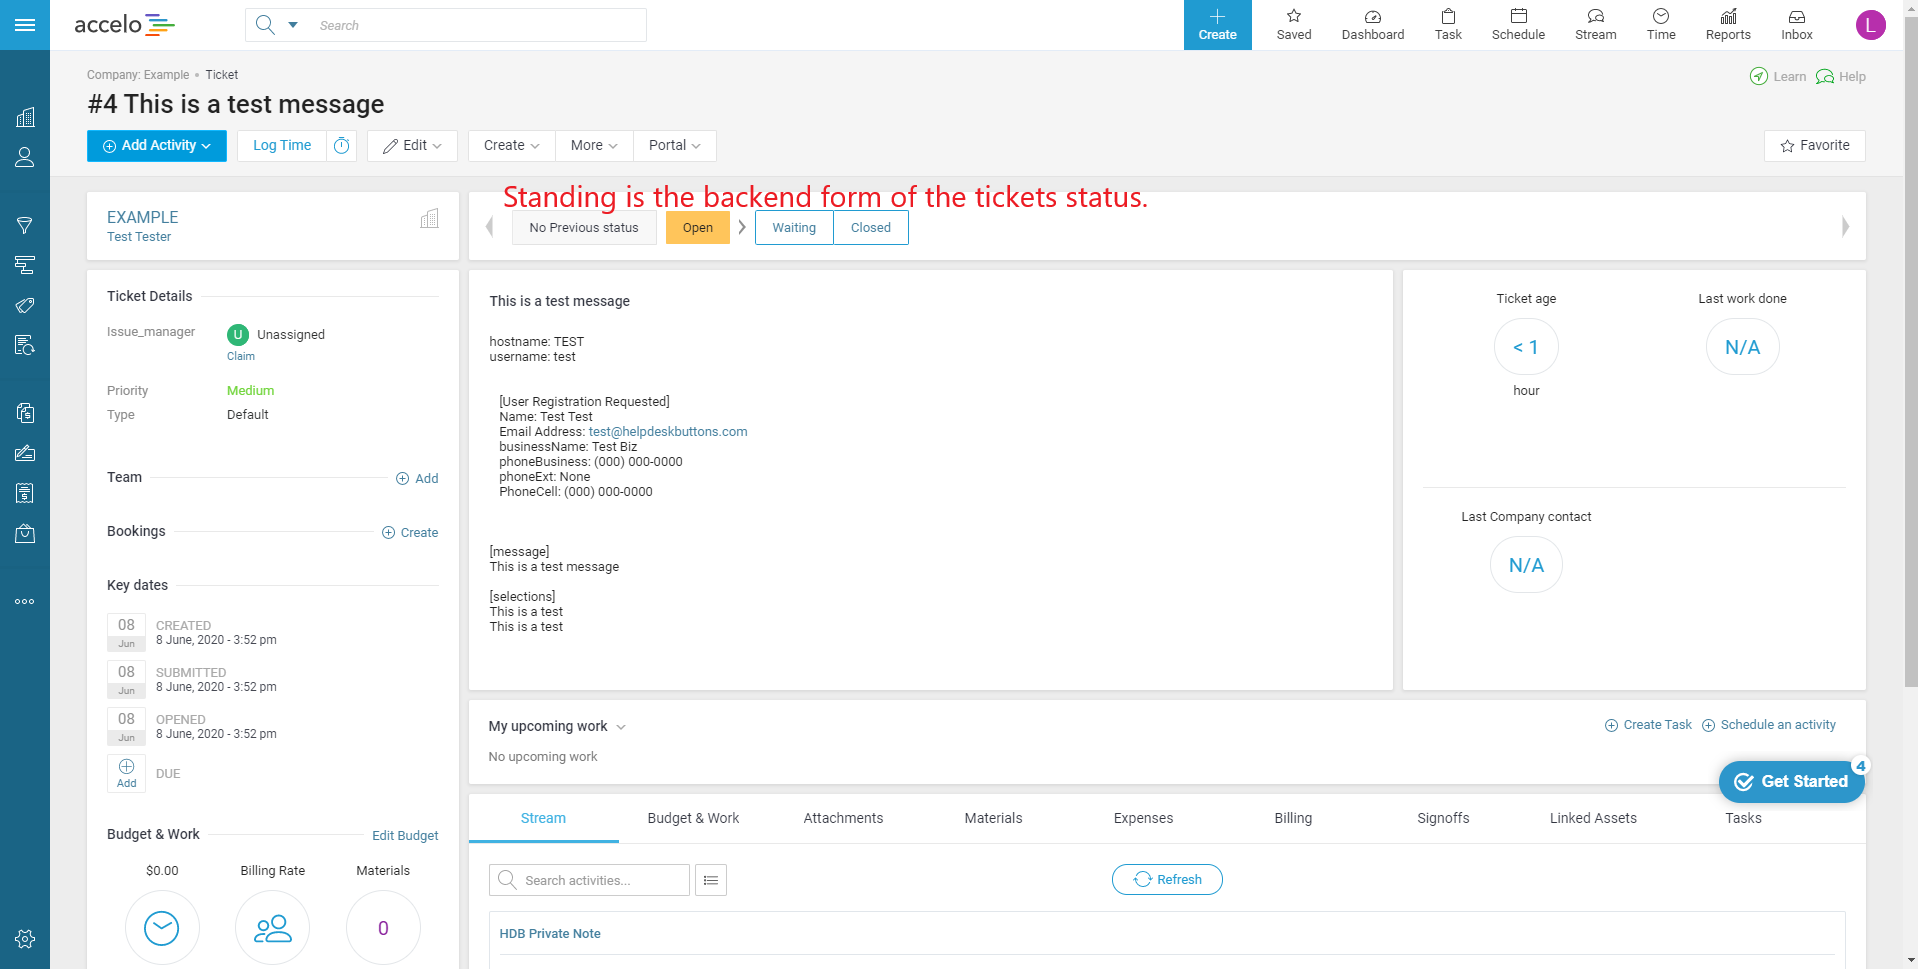 accelo
Search
Create
Saved
Dashboard
Task
Schedule
Stream
Time
Reports
Inbox
L
Company: Example • Ticket
Learn
Help
#4 This is a test message
Add Activity
Log Time
Edit
Create
More
Portal
Favorite
Standing is the backend form of the tickets status.
EXAMPLE
Test Tester
No Previous status
Open
Waiting
Closed
Ticket Details
Issue_manager
U
Unassigned
Claim
Priority
Medium
Type
Default
Team
Add
Bookings
Create
Key dates
08
Jun
CREATED
8 June, 2020 - 3:52 pm
08
Jun
SUBMITTED
8 June, 2020 - 3:52 pm
08
Jun
OPENED
8 June, 2020 - 3:52 pm
Add
DUE
Budget & Work
Edit Budget
$0.00
Billing Rate
Materials
0
This is a test message
hostname: TEST
username: test
[User Registration Requested]
Name: Test Test
Email Address: test@helpdeskbuttons.com
businessName: Test Biz
phoneBusiness: (000) 000-0000
phoneExt: None
PhoneCell: (000) 000-0000
[message]
This is a test message
[selections]
This is a test
This is a test
Ticket age
< 1
hour
Last work done
N/A
Last Company contact
N/A
My upcoming work
Create Task
Schedule an activity
No upcoming work
Get Started
4
Stream
Budget & Work
Attachments
Materials
Expenses
Billing
Signoffs
Linked Assets
Tasks
Search activities...
Refresh
HDB Private Note